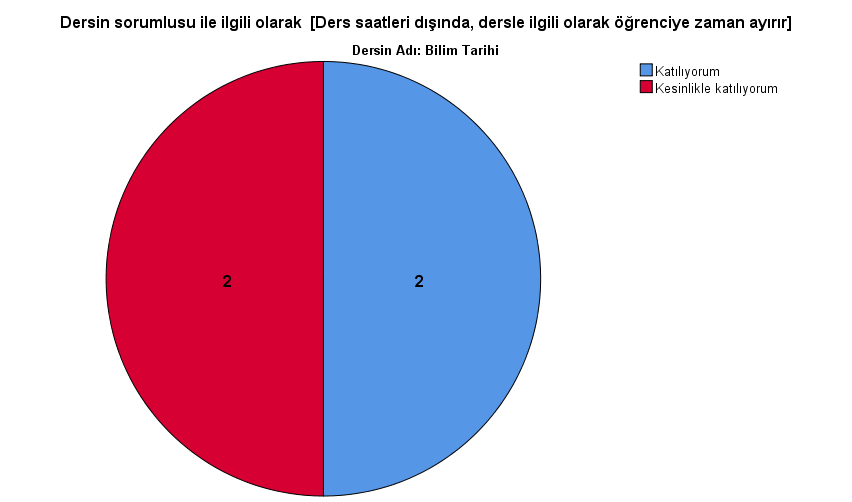 Dersin sorumlusu ile ilgili olarak  [Ders saatleri dışında, dersle ilgili olarak öğrenciye zaman ayırır]
Dersin Adı: Bilim Tarihi
Katılıyorum
Kesinlikle katılıyorum
2 2